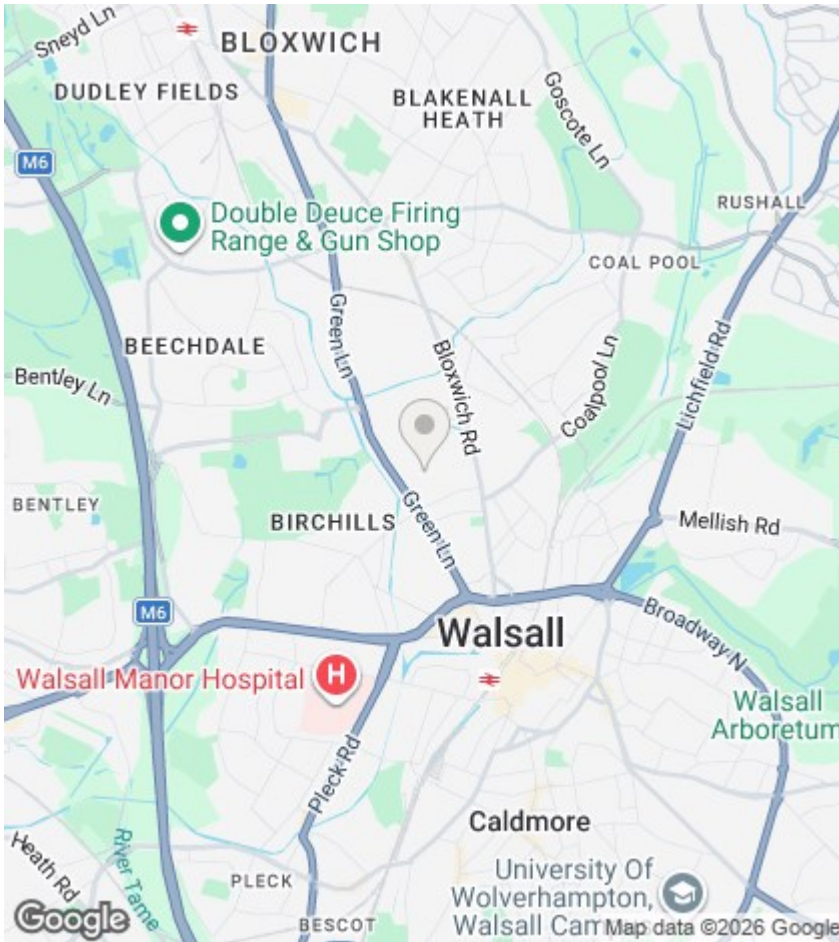 Sneyd Ln
BLOXWICH
DUDLEY FIELDS
BLAKENALL
HEATH
Goscote Ln
M6
Double Deuce Firing
Range & Gun Shop
RUSHALL
COAL POOL
Green Ln
BEECHDALE
Bloxwich Rd
Coalpool Ln
Lichfield Rd
Bentley Ln
BENTLEY
BIRCHILLS
Green Ln
Mellish Rd
M6
Walsall
Broadway N
Walsall Manor Hospital
H
Walsall
Arboretum
Pleck Rd
Caldmore
River Tame
Heath Rd
PLECK
University Of
Wolverhampton,
Walsall Cam
Google
BESCOT
Map data ©2026 Google